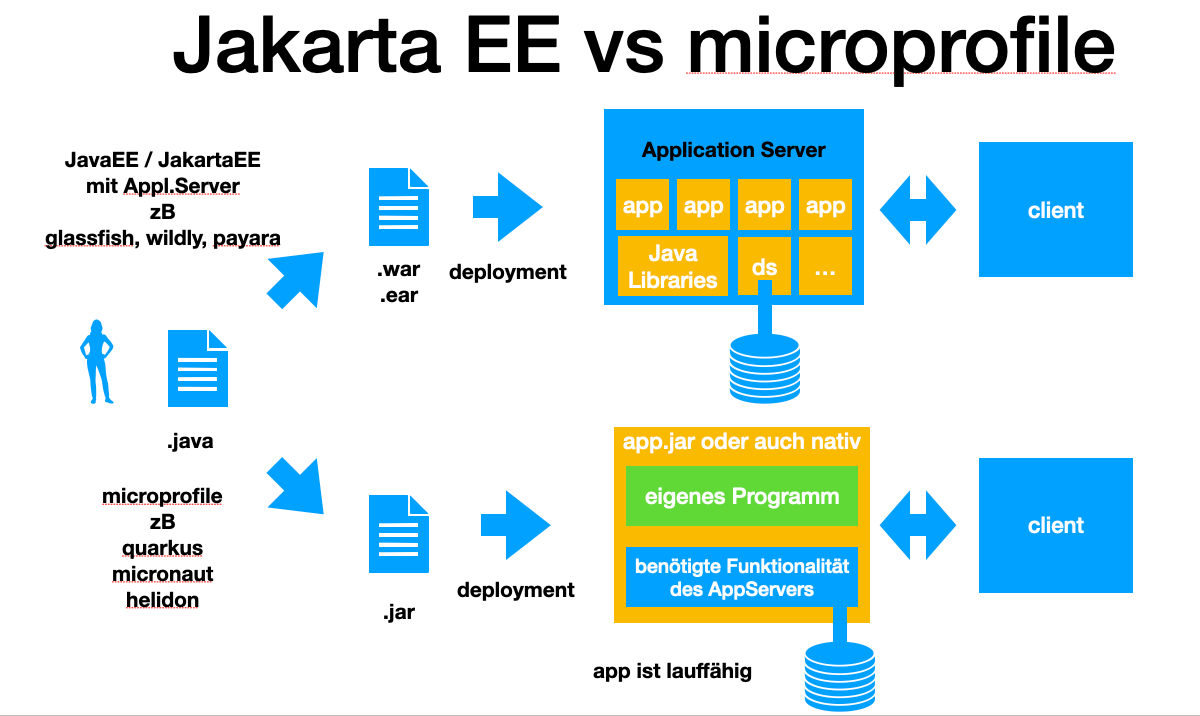 Jakarta EE vs microprofile
JavaEE / JakartaEE
mit Appl.Server
zB
glassfish, wildly, payara
.war
.ear
deployment
Application Server
app app app app
Java
Libraries
ds
...
client
.java
microprofile
zB
quarkus
micronaut
helidon
.jar
deployment
app.jar oder auch nativ
eigenes Programm
benötigte Funktionalität
des AppServers
client
app ist lauffähig